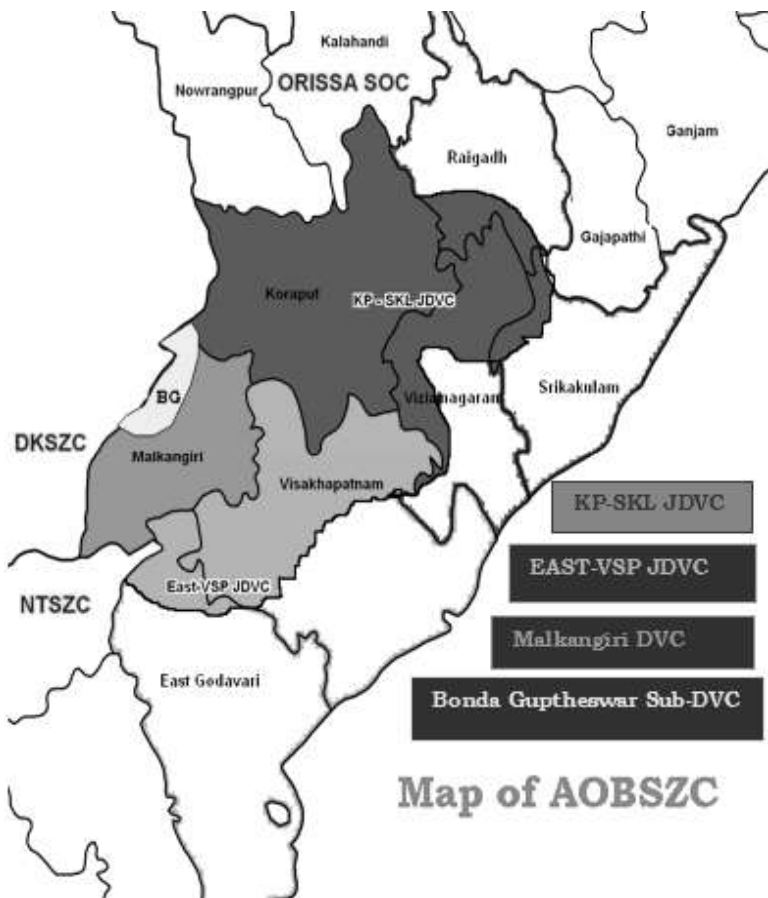 Kalahandi
Nowrangpur
ORISSA SOC
Ganjam
Raigadh
Gajapathi
Koraput
KP - SKL JDVC
Srikakulam
Vizianagaram
BG
DKSZC
Malkangiri
Visakhapatnam
KP-SKL JDVC
EAST-VSP JDVC
East-VSP JDVC
NTSZC
Malkangiri DVC
East Godavari
Bonda Guptheswar Sub-DVC
Map of AOBSZC